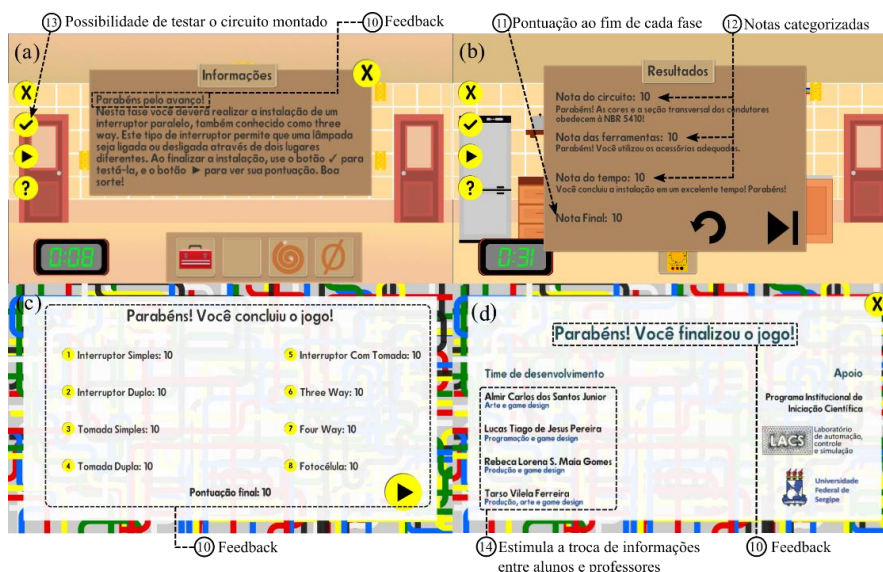 13 Possibilidade de testar o circuito montado
10 Feedback
(a)
Informações
X
Parabéns pelo avanço!
Nesta fase você deverá realizar a instalação de um
interruptor paralelo, também conhecido como three
way. Este tipo de interruptor permite que uma lâmpada
seja ligada ou desligada através de dois lugares
diferentes. Ao finalizar a instalação, use o botão ✓ para
testá-la, e o botão ► para ver sua pontuação. Boa
sorte!
X
?
0:08
11 Pontuação ao fim de cada fase
12 Notas categorizadas
(b)
Resultados
Nota do circuito: 10
Parabéns! As cores e a seção transversal dos condutores
obedecem à NBR 5410!
Nota das ferramentas: 10
Parabéns! Você utilizou os acessórios adequados.
Nota do tempo: 10
Você concluiu a instalação em um excelente tempo! Parabéns!
Nota Final: 10
X
?
0:31
(c)
Parabéns! Você concluiu o jogo!
1 Interruptor Simples: 10
2 Interruptor Duplo: 10
3 Tomada Simples: 10
4 Tomada Dupla: 10
5 Interruptor Com Tomada: 10
6 Three Way: 10
7 Four Way: 10
8 Fotocélula: 10
Pontuação final: 10
10 Feedback
(d)
X
Parabéns! Você finalizou o jogo!
Time de desenvolvimento
Almir Carlos dos Santos Junior
Arte e game design
Lucas Tiago de Jesus Pereira
Programação e game design
Rebeca Lorena S. Maia Gomes
Produção e game design
Tarso Vilela Ferreira
Produção, arte e game design
Apoio
Programa Institucional de
Iniciação Científica
LACS
Laboratório
de automação,
controle
e simulação
Universidade
Federal de
Sergipe
14 Estimula a troca de informações
entre alunos e professores
10 Feedback